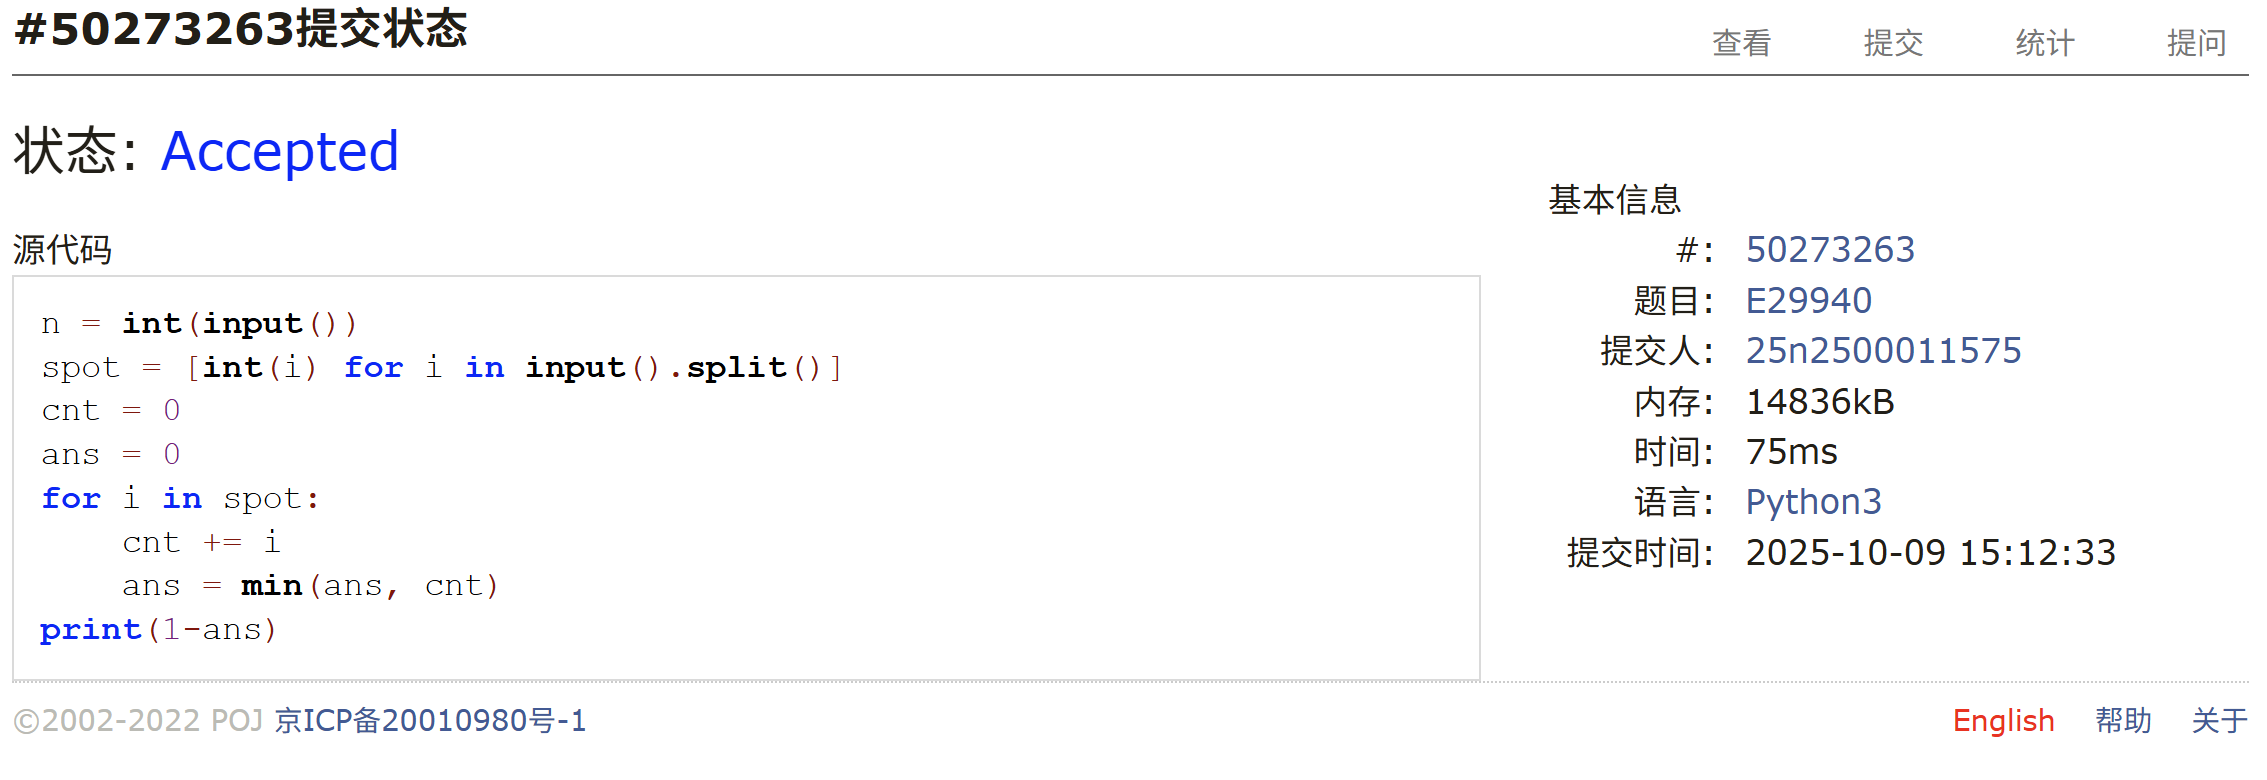 #50273263提交状态
查看 提交 统计 提问
状态: Accepted
源代码
n = int(input())
spot = [int(i) for i in input().split()]
cnt = 0
ans = 0
for i in spot:
    cnt += i
    ans = min(ans, cnt)
print(1-ans)
基本信息
#: 50273263
题目: E29940
提交人: 25n2500011575
内存: 14836kB
时间: 75ms
语言: Python3
提交时间: 2025-10-09 15:12:33
©2002-2022 POJ 京ICP备20010980号-1
English 帮助 关于